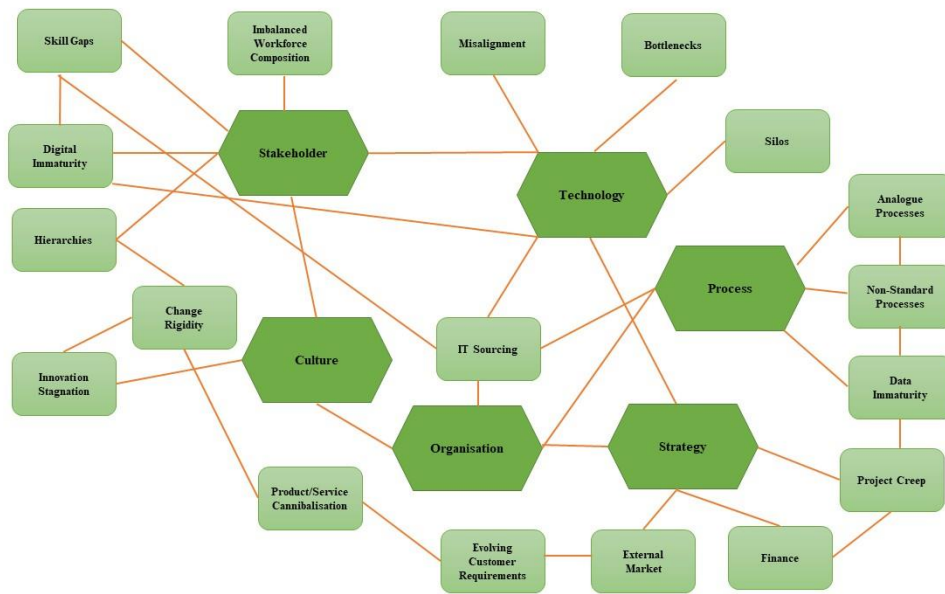 Skill Gaps
Imbalanced
Workforce
Composition
Misalignment
Bottlenecks
Digital
Immaturity
Stakeholder
Silos
Technology
Analogue
Processes
Hierarchies
Process
Non-Standard
Processes
Change
Rigidity
Culture
IT Sourcing
Innovation
Stagnation
Data
Immaturity
Organisation
Strategy
Project Creep
Product/Service
Cannibalisation
Evolving
Customer
Requirements
External
Market
Finance